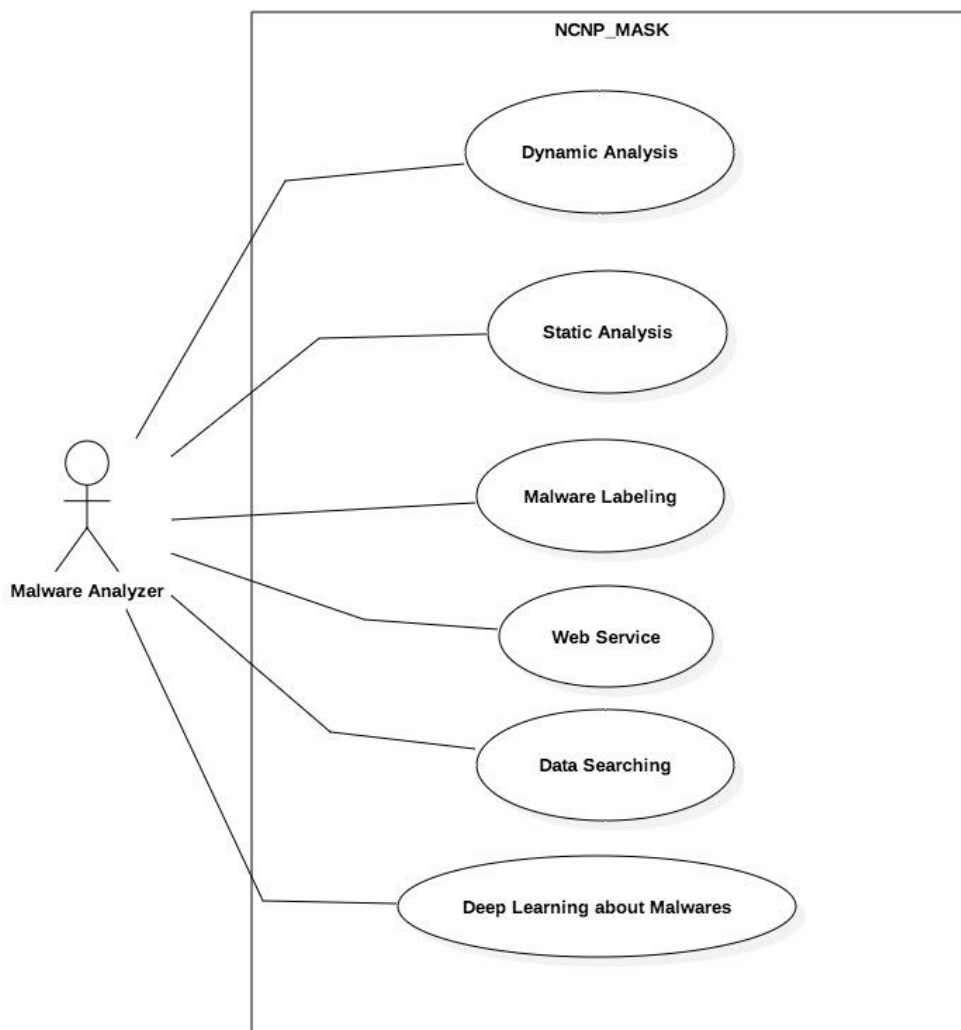 NCNP_MASK
Dynamic Analysis
Static Analysis
Malware Labeling
Malware Analyzer
Web Service
Data Searching
Deep Learning about Malwares